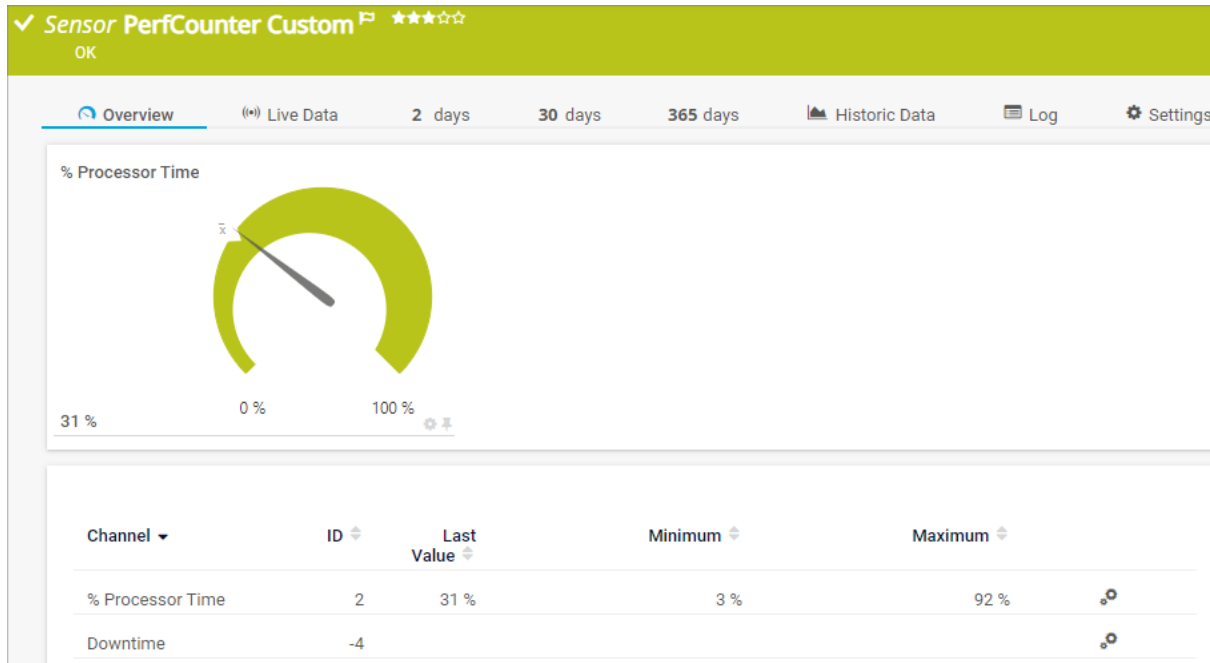 Sensor PerfCounter Custom
OK
Overview Live Data 2 days 30 days 365 days Historic Data Log Settings
% Processor Time
x̄
0 % 100 %
31 %
Channel ID Last Value Minimum Maximum
% Processor Time 2 31 % 3 % 92 %
Downtime -4